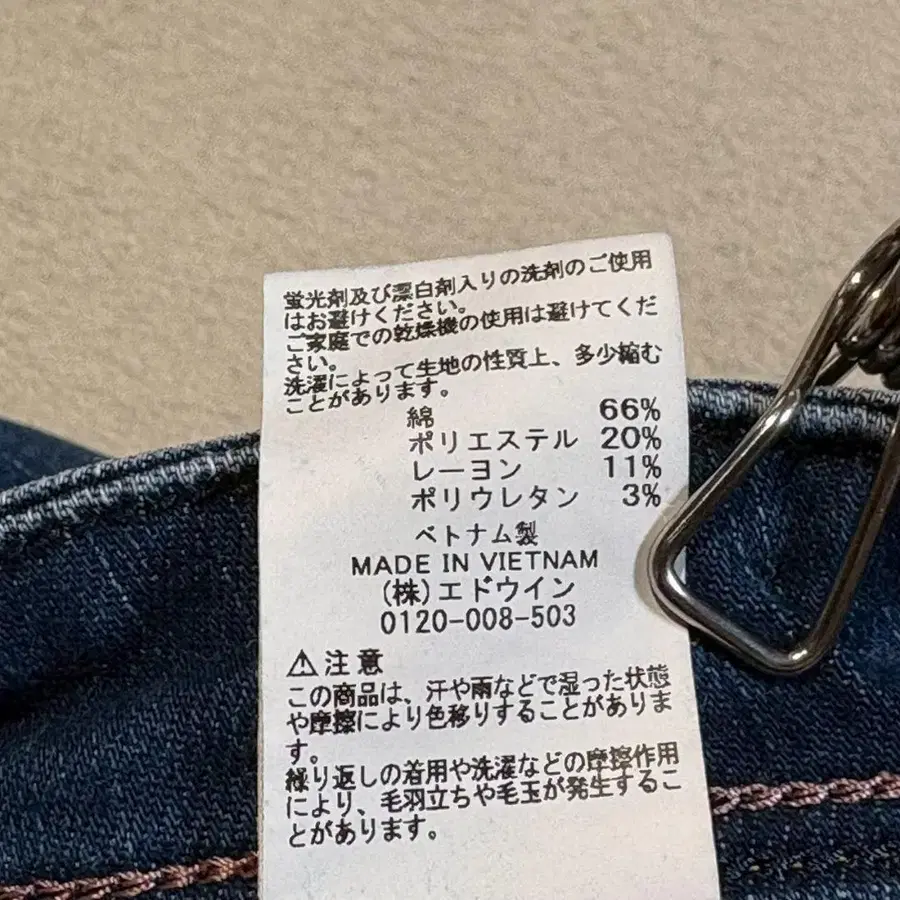 蛍光剤及び漂白剤入りの洗剤のご使用
はお避けください。
ご家庭での乾燥機の使用は避けてくだ
さい。
洗濯によって生地の性質上、多少縮む
ことがあります。
綿 66%
ポリエステル 20%
レーヨン 11%
ポリウレタン 3%
ベトナム製
MADE IN VIETNAM
(株)エドウイン
0120-008-503
⚠注意
この商品は、汗や雨などで湿った状態
や摩擦により色移りすることがありま
す。
繰り返しの着用や洗濯などの摩擦作用
により、毛羽立ちや毛玉が発生するこ
とがあります。